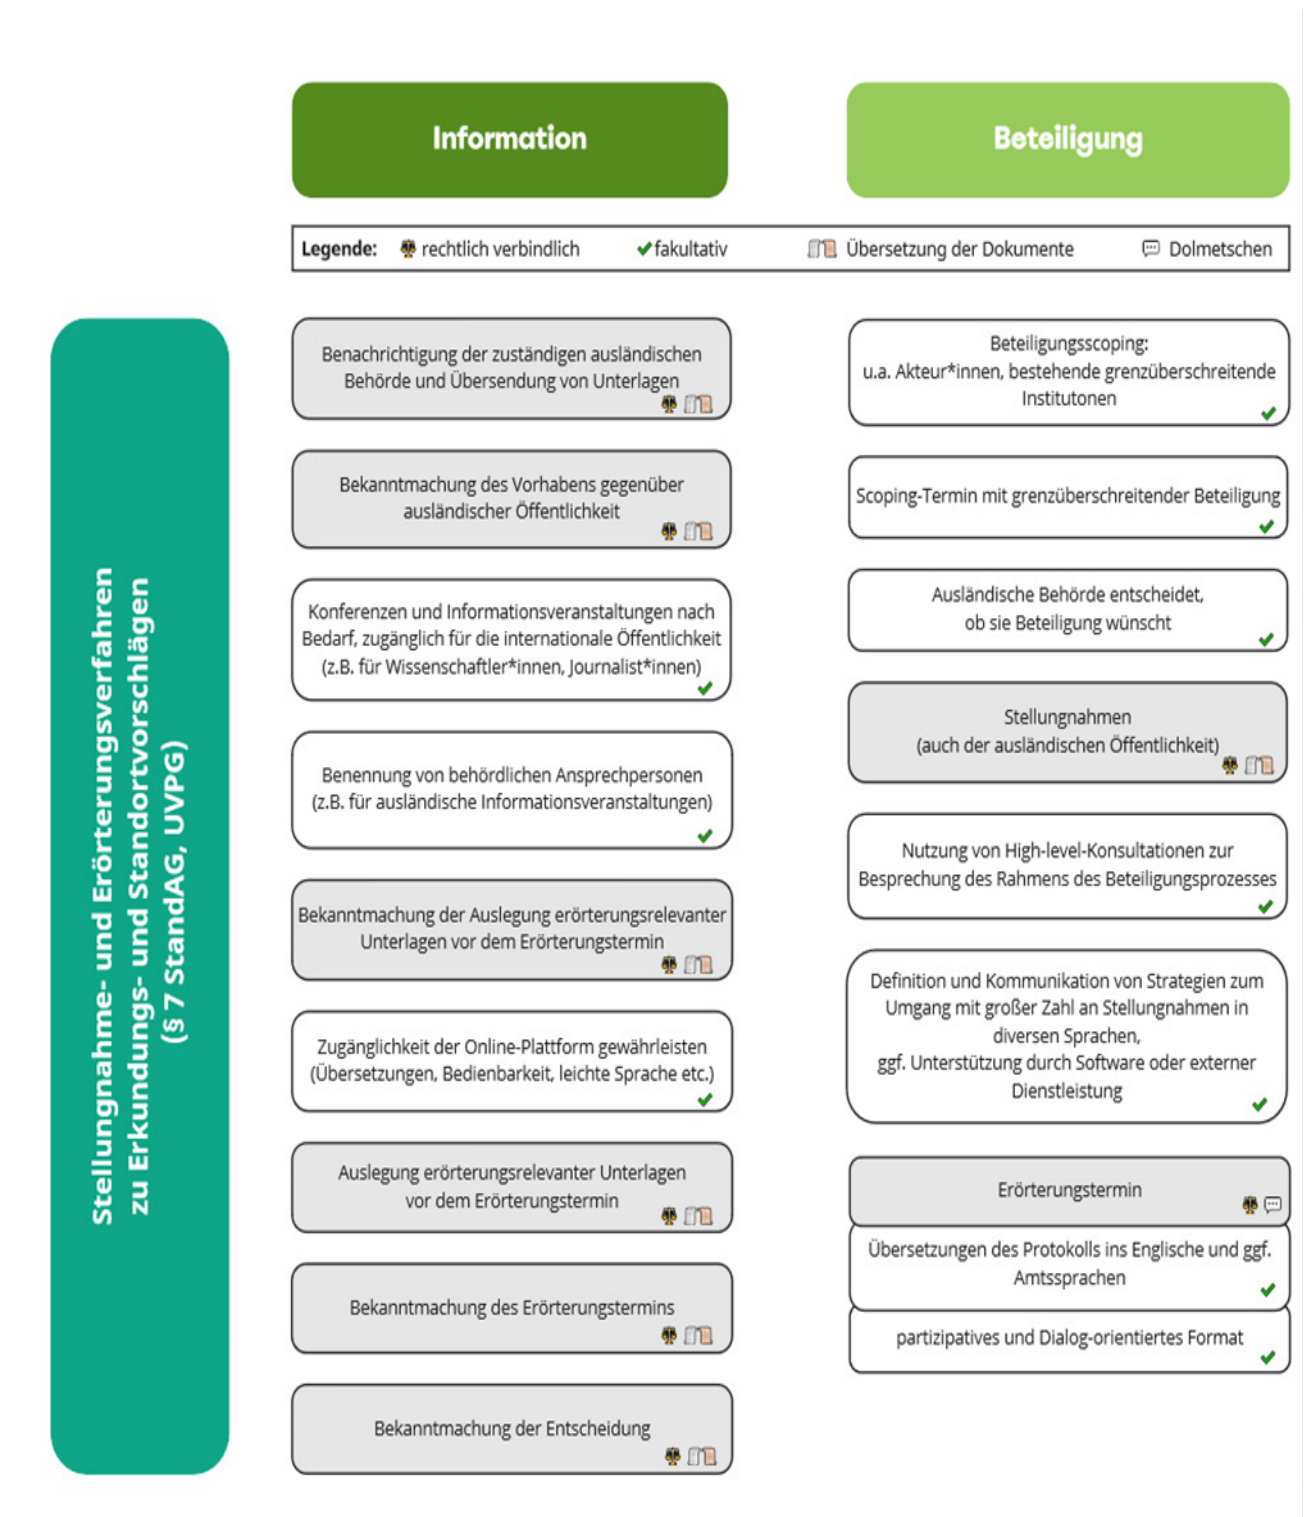 Information
Beteiligung
Legende: rechtlich verbindlich fakultativ Übersetzung der Dokumente Dolmetschen
Stellungnahme- und Erörterungsverfahren
zu Erkundungs- und Standortvorschlägen
(§ 7 StandAG, UVPG)
Benachrichtigung der zuständigen ausländischen
Behörde und Übersendung von Unterlagen
Bekanntmachung des Vorhabens gegenüber
ausländischer Öffentlichkeit
Konferenzen und Informationsveranstaltungen nach
Bedarf, zugänglich für die internationale Öffentlichkeit
(z.B. für Wissenschaftler*innen, Journalist*innen)
Benennung von behördlichen Ansprechpersonen
(z.B. für ausländische Informationsveranstaltungen)
Bekanntmachung der Auslegung erörterungsrelevanter
Unterlagen vor dem Erörterungstermin
Zugänglichkeit der Online-Plattform gewährleisten
(Übersetzungen, Bedienbarkeit, leichte Sprache etc.)
Auslegung erörterungsrelevanter Unterlagen
vor dem Erörterungstermin
Bekanntmachung des Erörterungstermins
Bekanntmachung der Entscheidung
Beteiligungsscoping:
u.a. Akteur*innen, bestehende grenzüberschreitende
Institutonen
Scoping-Termin mit grenzüberschreitender Beteiligung
Ausländische Behörde entscheidet,
ob sie Beteiligung wünscht
Stellungnahmen
(auch der ausländischen Öffentlichkeit)
Nutzung von High-level-Konsultationen zur
Besprechung des Rahmens des Beteiligungsprozesses
Definition und Kommunikation von Strategien zum
Umgang mit großer Zahl an Stellungnahmen in
diversen Sprachen,
ggf. Unterstützung durch Software oder externer
Dienstleistung
Erörterungstermin
Übersetzungen des Protokolls ins Englische und ggf.
Amtssprachen
partizipatives und Dialog-orientiertes Format